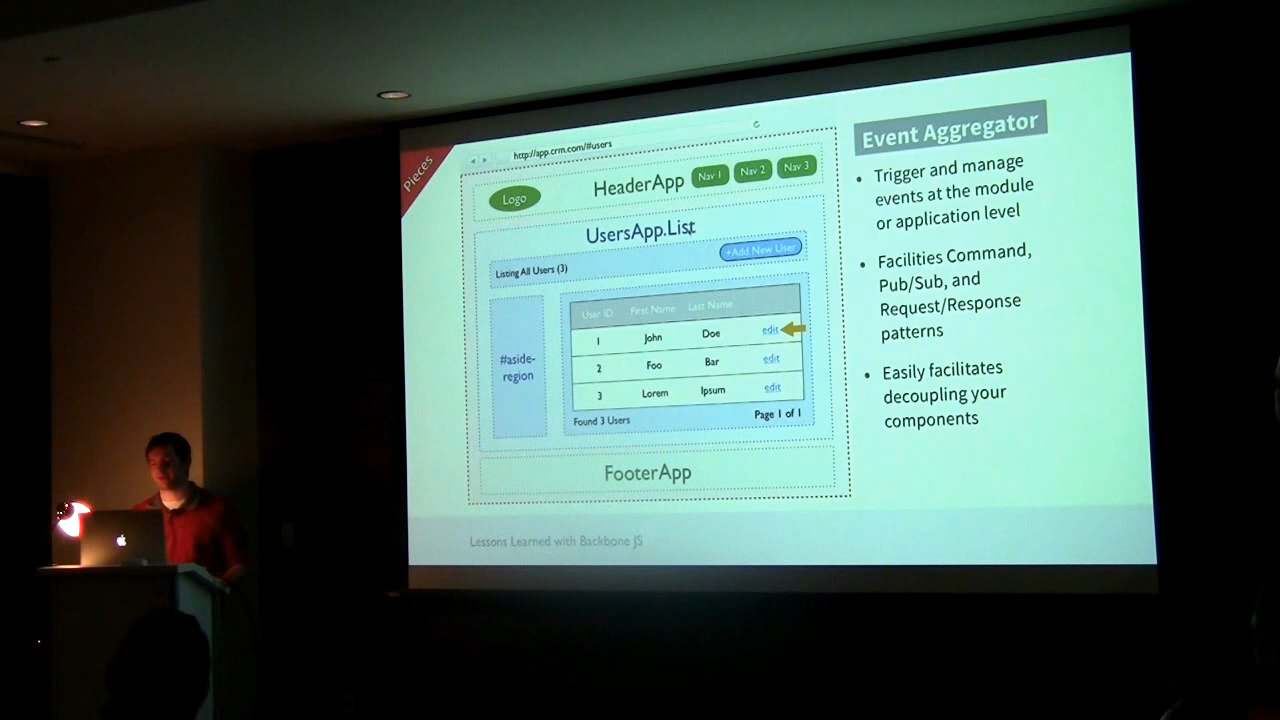 Pieces
http://app.crm.com/#users
Logo
HeaderApp
Nav 1
Nav 2
Nav 3
UsersApp.List
Listing All Users (3)
+Add New User
#aside-
region
User ID First Name Last Name
1 John Doe edit
2 Foo Bar edit
3 Lorem Ipsum edit
Found 3 Users
Page 1 of 1
FooterApp
Event Aggregator
• Trigger and manage
events at the module
or application level
• Facilities Command,
Pub/Sub, and
Request/Response
patterns
• Easily facilitates
decoupling your
components
Lessons Learned with Backbone JS